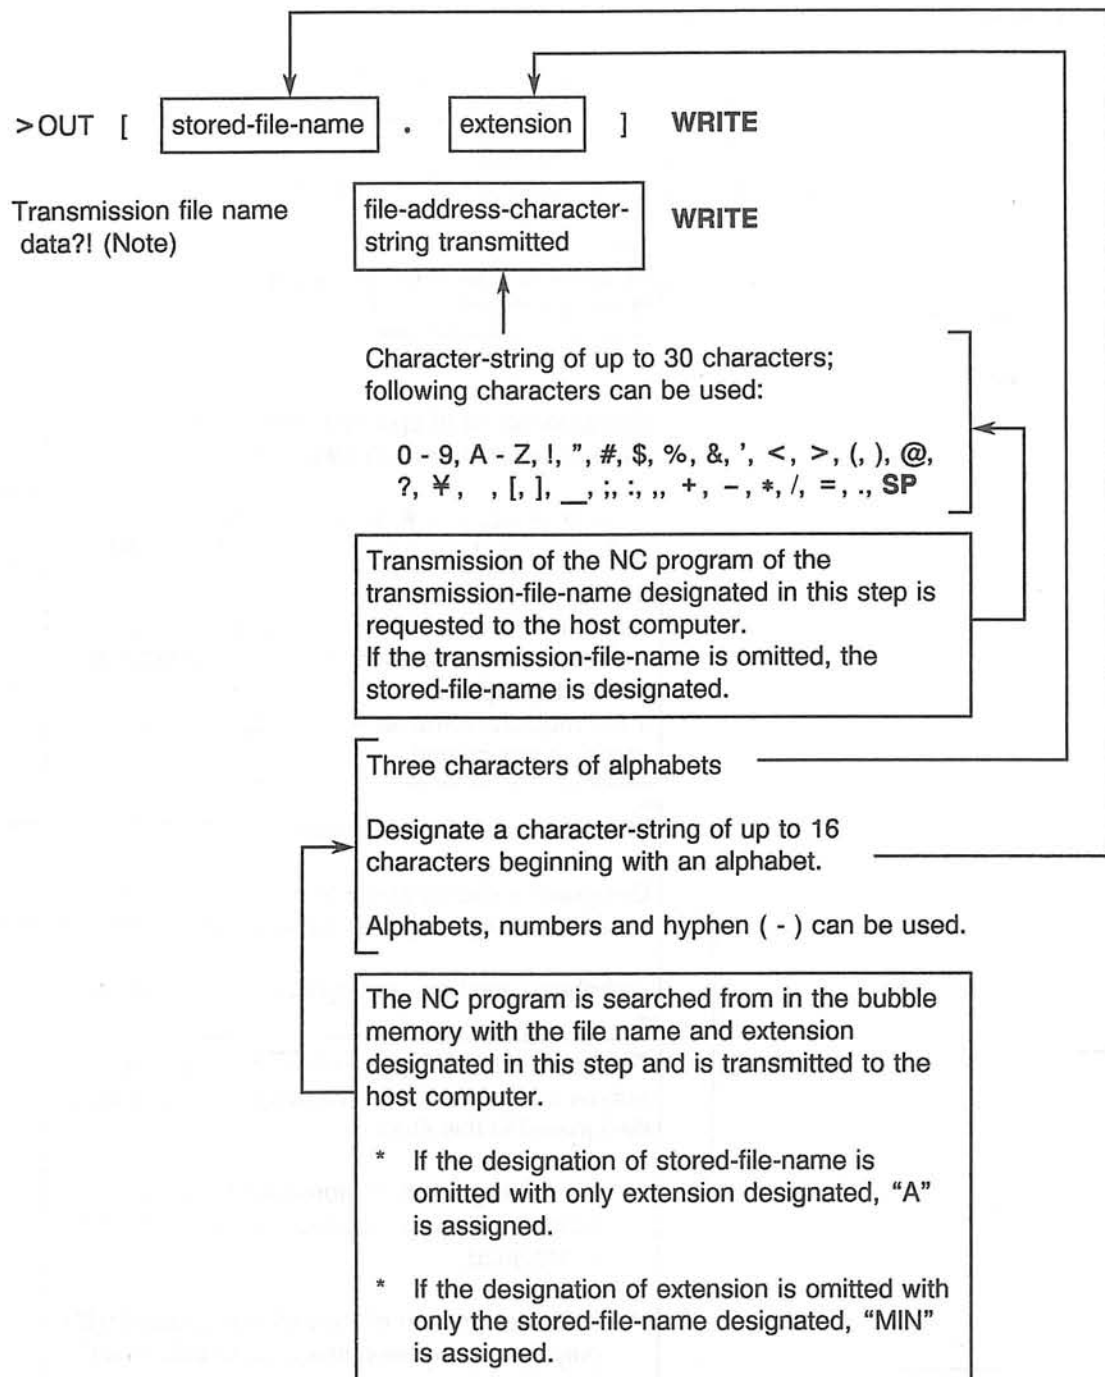 >OUT [ stored-file-name . extension ] WRITE
Transmission file name
data?! (Note)
file-address-character-
string transmitted
WRITE
Character-string of up to 30 characters;
following characters can be used:
0 - 9, A - Z, !, ”, #, $, %, &, ', <, >, (, ), @,
?, ¥, , [, ], __, ;, :, ,, +, −, *, /, =, ., SP
Transmission of the NC program of the
transmission-file-name designated in this step is
requested to the host computer.
If the transmission-file-name is omitted, the
stored-file-name is designated.
Three characters of alphabets
Designate a character-string of up to 16
characters beginning with an alphabet.
Alphabets, numbers and hyphen ( - ) can be used.
The NC program is searched from in the bubble
memory with the file name and extension
designated in this step and is transmitted to the
host computer.
* If the designation of stored-file-name is
omitted with only extension designated, “A”
is assigned.
* If the designation of extension is omitted with
only the stored-file-name designated, “MIN”
is assigned.